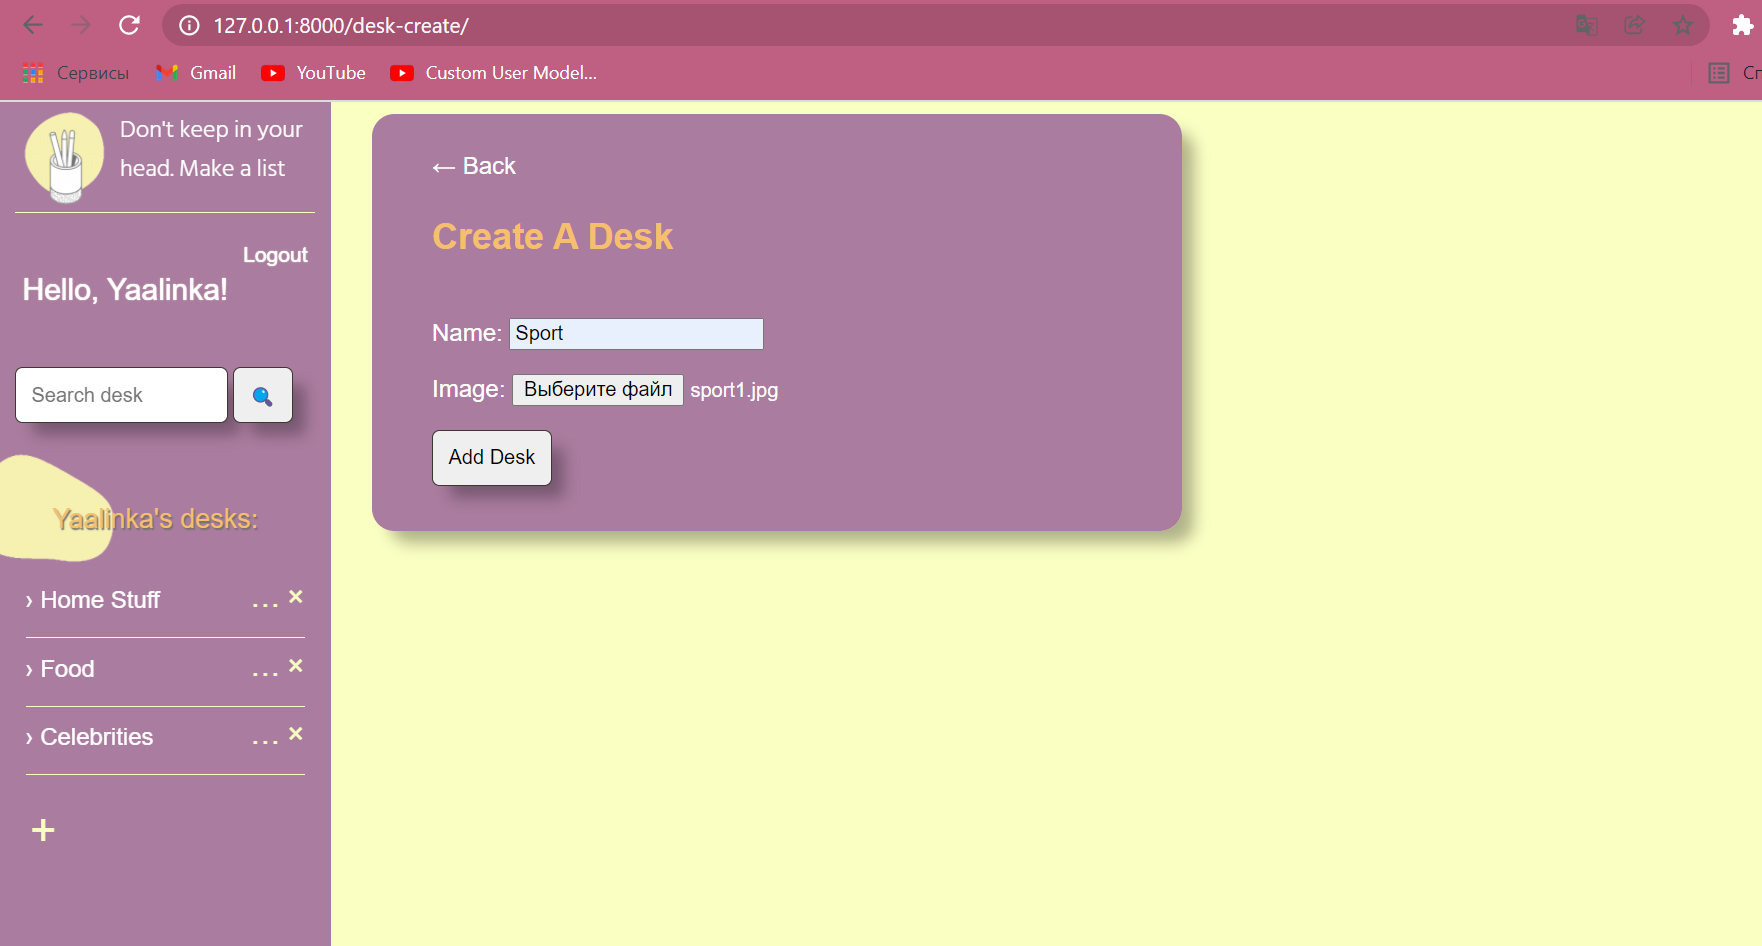 127.0.0.1:8000/desk-create/
Сервисы Gmail YouTube Custom User Model...
Don't keep in your
head. Make a list
Logout
Hello, Yaalinka!
Search desk
Yaalinka's desks:
› Home Stuff ... ×
› Food ... ×
› Celebrities ... ×
+
← Back
Create A Desk
Name: Sport
Image: Выберите файл sport1.jpg
Add Desk